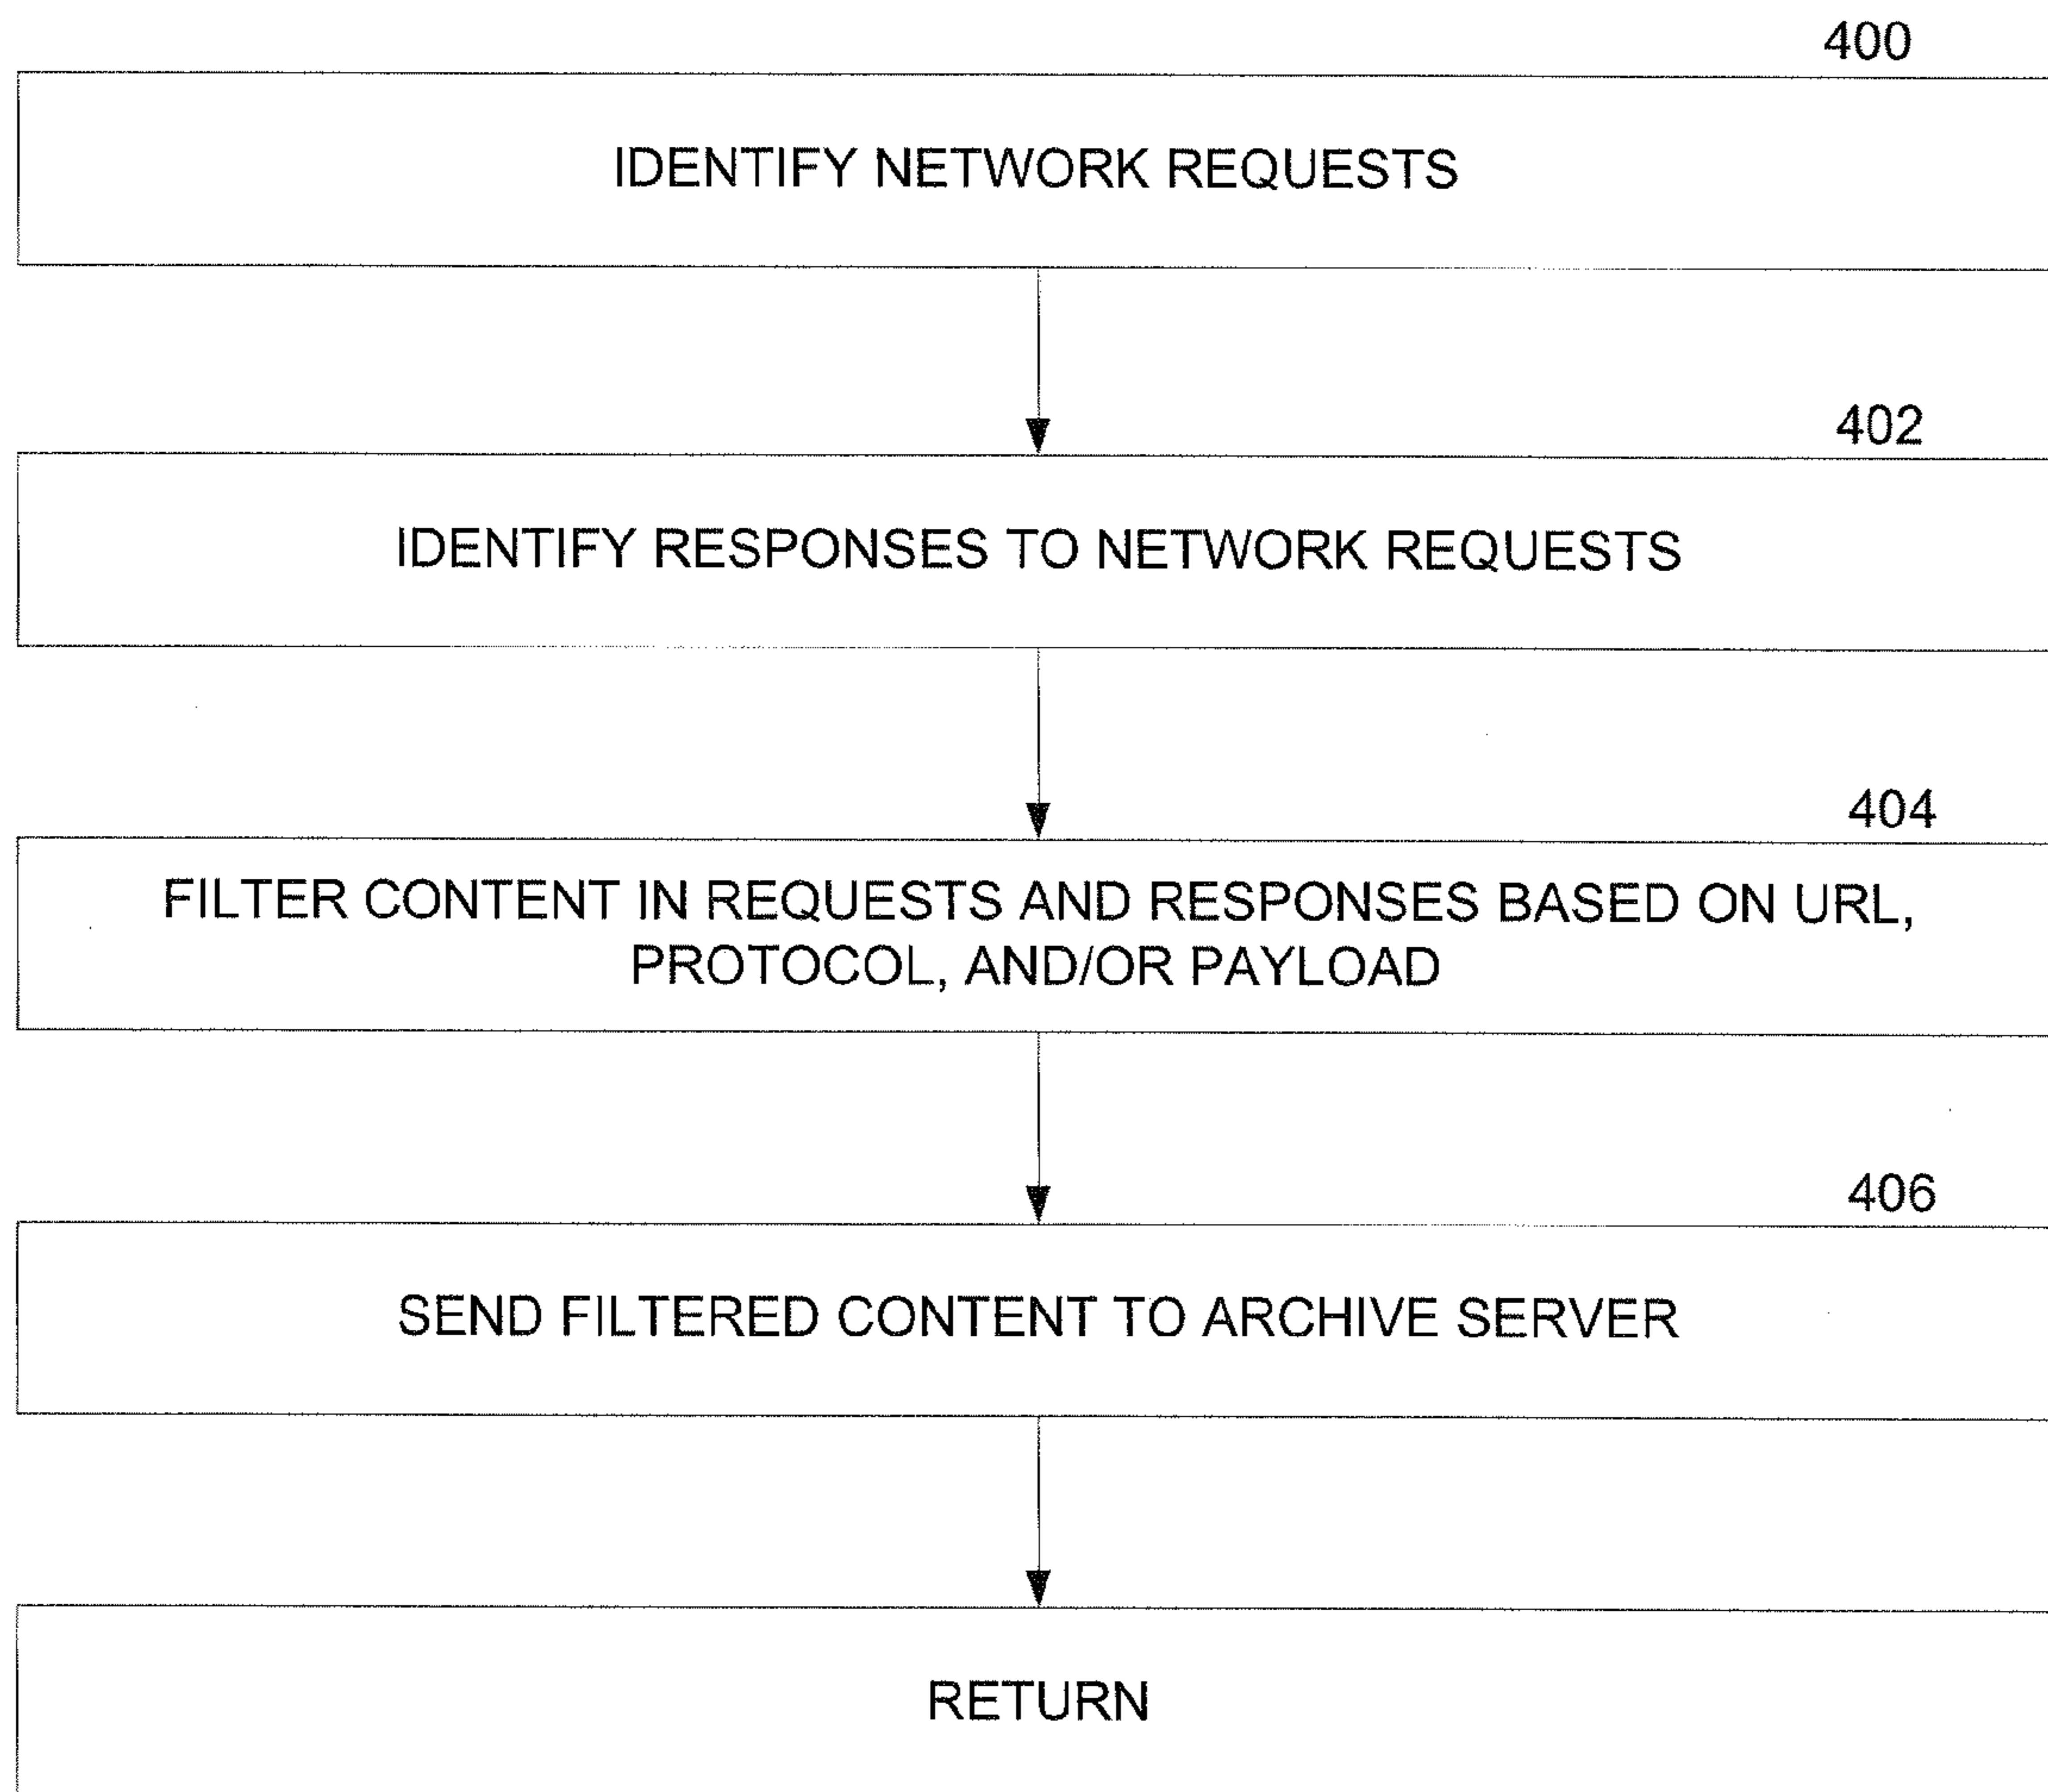 400
IDENTIFY NETWORK REQUESTS
402
IDENTIFY RESPONSES TO NETWORK REQUESTS
404
FILTER CONTENT IN REQUESTS AND RESPONSES BASED ON URL,
PROTOCOL, AND/OR PAYLOAD
406
SEND FILTERED CONTENT TO ARCHIVE SERVER
RETURN